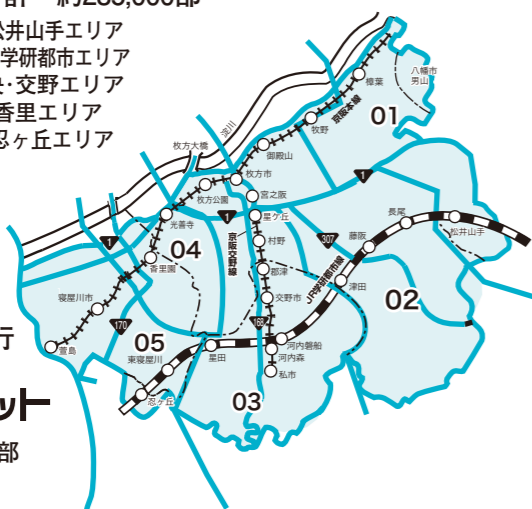 計 約285,000部
松井山手エリア
学研都市エリア
・交野エリア
香里エリア
忍ヶ丘エリア
行
ット
部
八幡市
男山
樟葉
京阪本線
01
牧野
淀川
御殿山
枚方大橋
枚方市
1
枚方公園
宮之阪
光善寺
1
星ケ丘
長尾
松井山手
1
04
京阪交野線
村野
307
藤阪
香里園
郡津
JP学研都市線
津田
02
寝屋川市
交野市
170
168
萱島
05
河内磐船
東寝屋川
星田
河内森
私市
忍ヶ丘
03